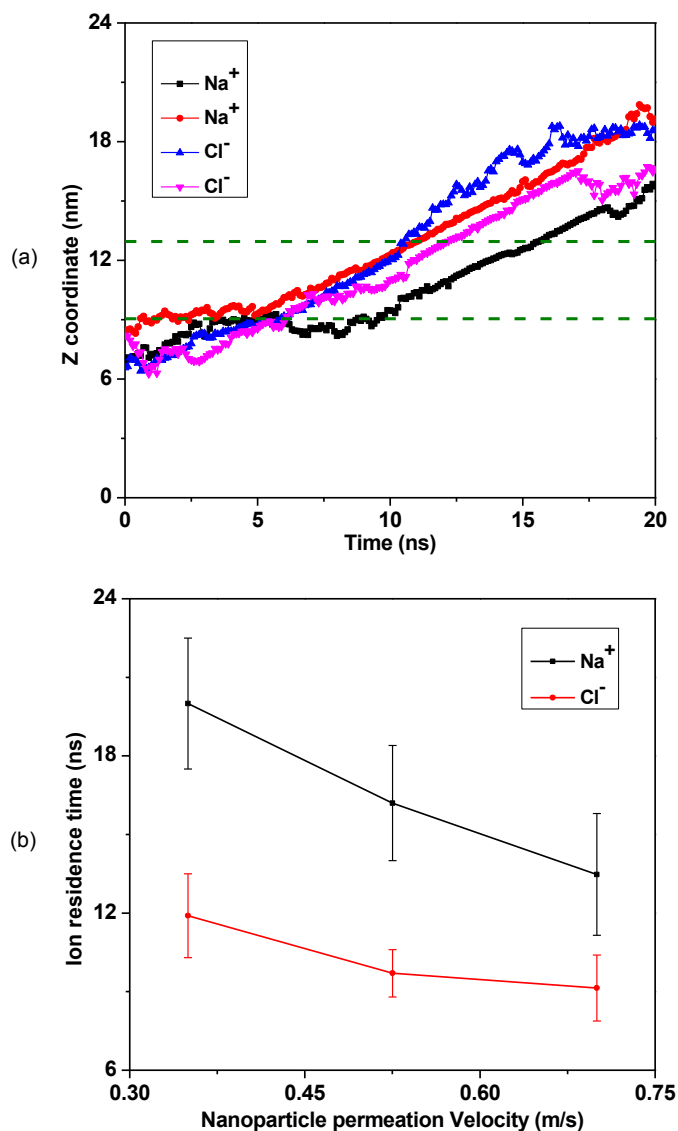 (a)
Z coordinate (nm)
24
18
12
6
0
Na+
Na+
Cl-
Cl-
0 5 10 15 20
Time (ns)
(b)
Ion residence time (ns)
24
18
12
6
Na+
Cl-
0.30 0.45 0.60 0.75
Nanoparticle permeation Velocity (m/s)